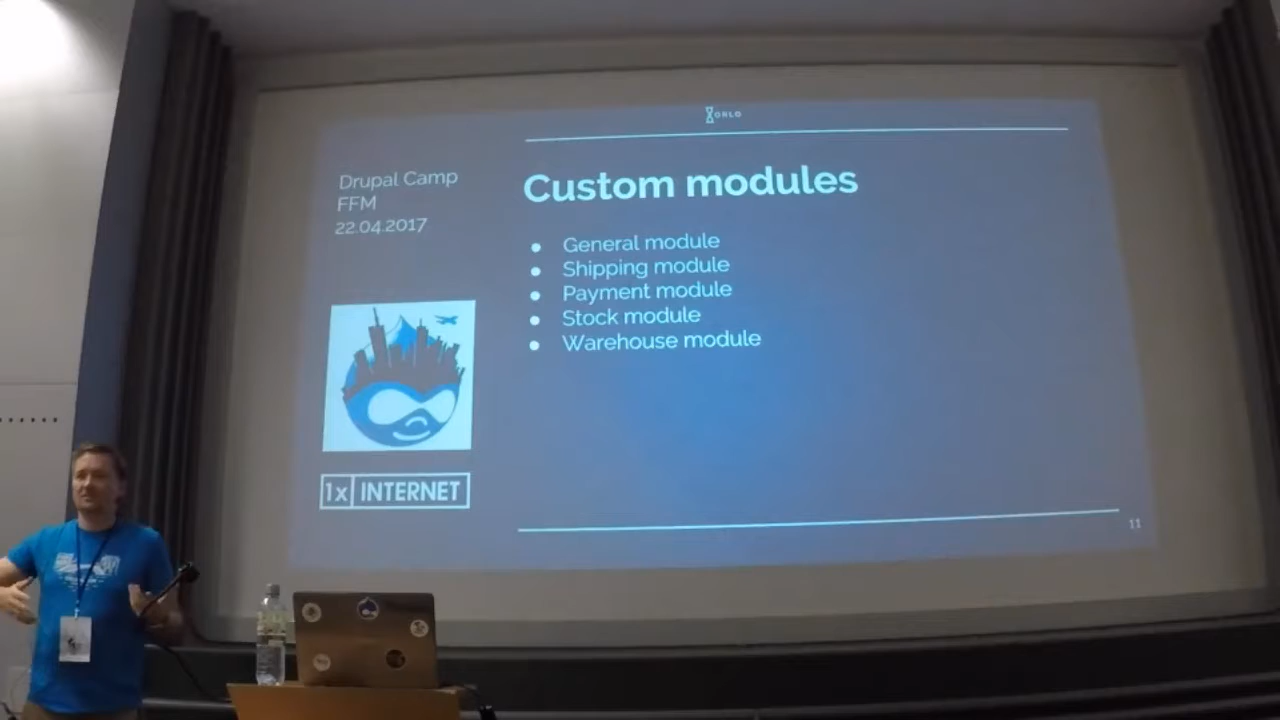 ORLO
Drupal Camp
FFM
22.04.2017
Custom modules
● General module
● Shipping module
● Payment module
● Stock module
● Warehouse module
1x INTERNET
11